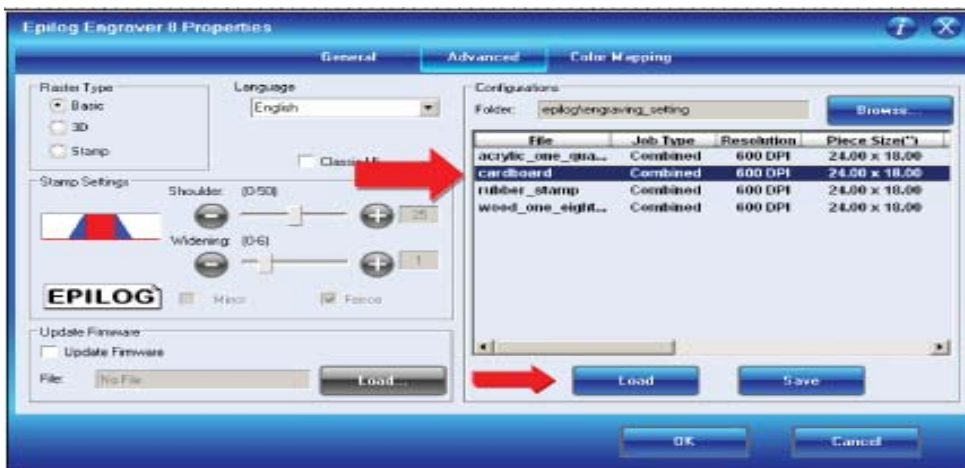 Epilog Engraver 8 Properties
General Advanced Color Mapping
Raster Type
Basic
3D
Stamp
Language
English
Classic UI
Stamp Settings
Shoulder: (0-50)
25
Widening: (0-6)
1
EPILOG
Mirror
Fence
Update Firmware
Update Firmware
File: No File
Load...
Configurations
Folder: epilog\engraving_setting
Browse...
File Job Type Resolution Piece Size(")
acrylic_one_qua... Combined 600 DPI 24.00 x 18.00
cardboard Combined 600 DPI 24.00 x 18.00
rubber_stamp Combined 600 DPI 24.00 x 18.00
wood_one_eight... Combined 600 DPI 24.00 x 18.00
Load Save
OK Cancel